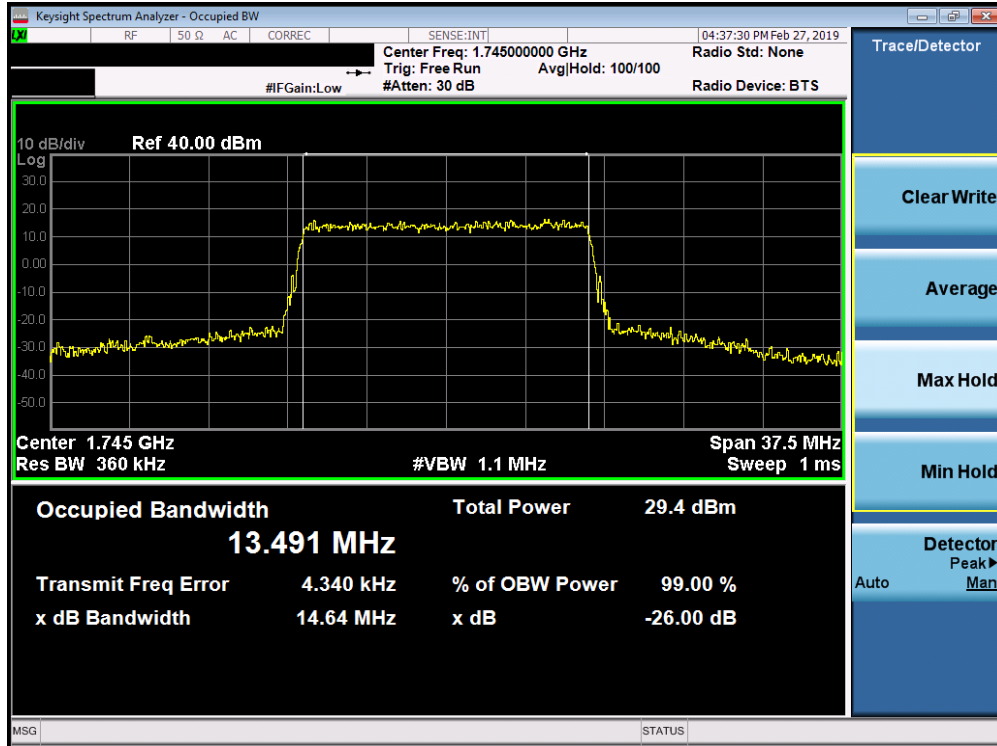 Keysight Spectrum Analyzer - Occupied BW
LXI RF 50 Ω AC CORREC SENSE:INT 04:37:30 PM Feb 27, 2019
Center Freq: 1.745000000 GHz Radio Std: None
Trig: Free Run Avg|Hold: 100/100
#IFGain:Low #Atten: 30 dB Radio Device: BTS
10 dB/div Ref 40.00 dBm
Log
30.0
20.0
10.0
0.00
-10.0
-20.0
-30.0
-40.0
-50.0
Center 1.745 GHz Span 37.5 MHz
Res BW 360 kHz #VBW 1.1 MHz Sweep 1 ms
Occupied Bandwidth Total Power 29.4 dBm
13.491 MHz
Transmit Freq Error 4.340 kHz % of OBW Power 99.00 %
x dB Bandwidth 14.64 MHz x dB -26.00 dB
MSG STATUS
Trace/Detector
Clear Write
Average
Max Hold
Min Hold
Detector
Peak▶
Auto Man